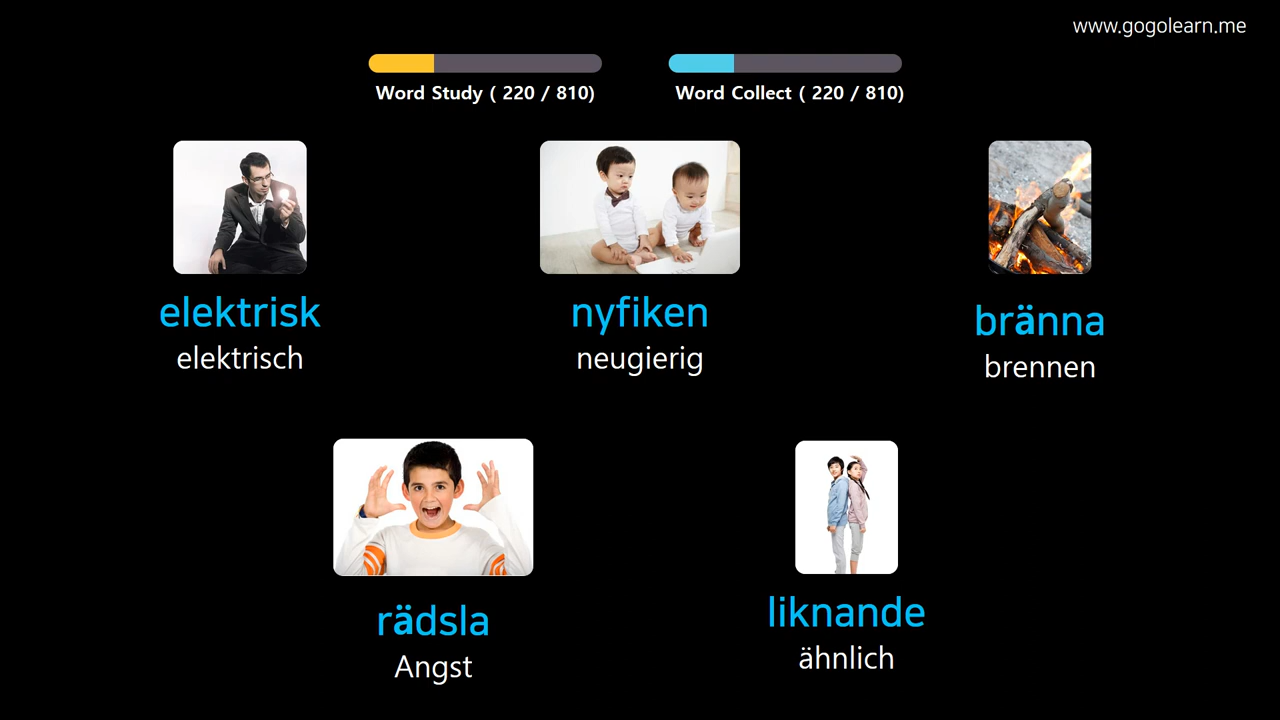 www.gogolearn.me
Word Study ( 220 / 810)
Word Collect ( 220 / 810)
elektrisk
elektrisch
nyfiken
neugierig
bränna
brennen
rädsla
Angst
liknande
ähnlich